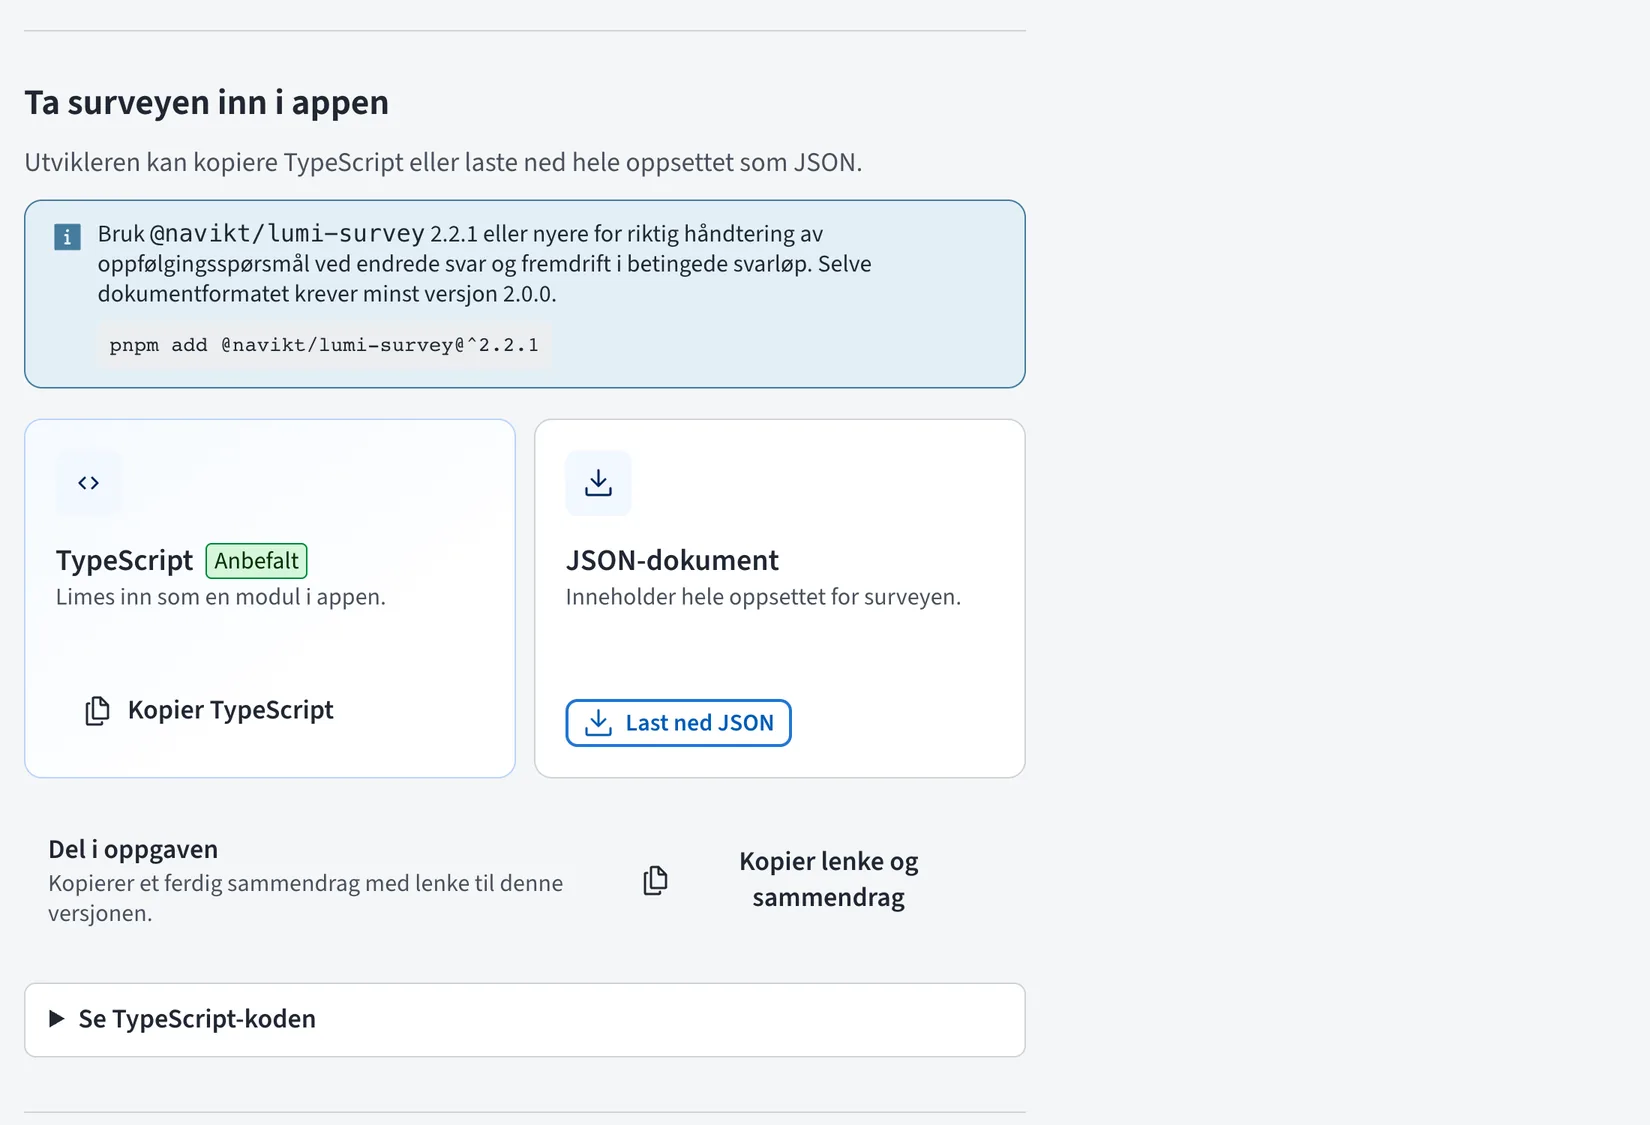 Ta surveyen inn i appen
Utvikleren kan kopiere TypeScript eller laste ned hele oppsettet som JSON.
Bruk @navikt/lumi-survey 2.2.1 eller nyere for riktig håndtering av
oppfølgingsspørsmål ved endrede svar og fremdrift i betingede svarløp. Selve
dokumentformatet krever minst versjon 2.0.0.
pnpm add @navikt/lumi-survey@^2.2.1
TypeScript Anbefalt
Limes inn som en modul i appen.
Kopier TypeScript
JSON-dokument
Inneholder hele oppsettet for surveyen.
Last ned JSON
Del i oppgaven
Kopierer et ferdig sammendrag med lenke til denne
versjonen.
Kopier lenke og
sammendrag
Se TypeScript-koden